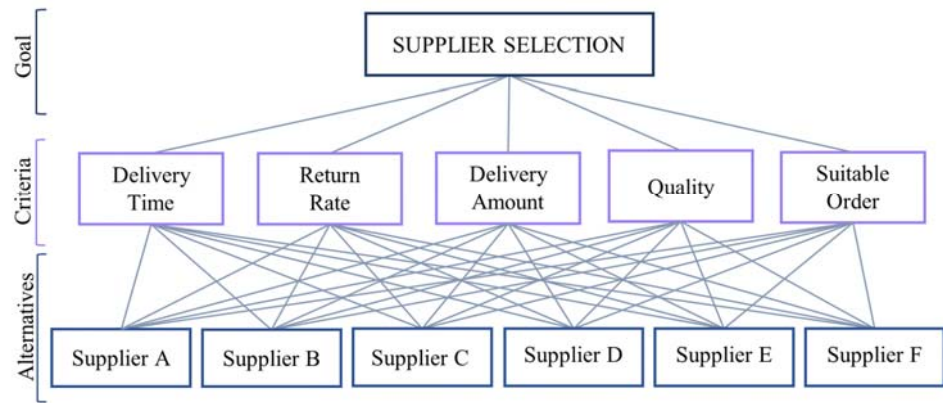 Goal
SUPPLIER SELECTION
Criteria
Delivery
Time
Return
Rate
Delivery
Amount
Quality
Suitable
Order
Alternatives
Supplier A
Supplier B
Supplier C
Supplier D
Supplier E
Supplier F